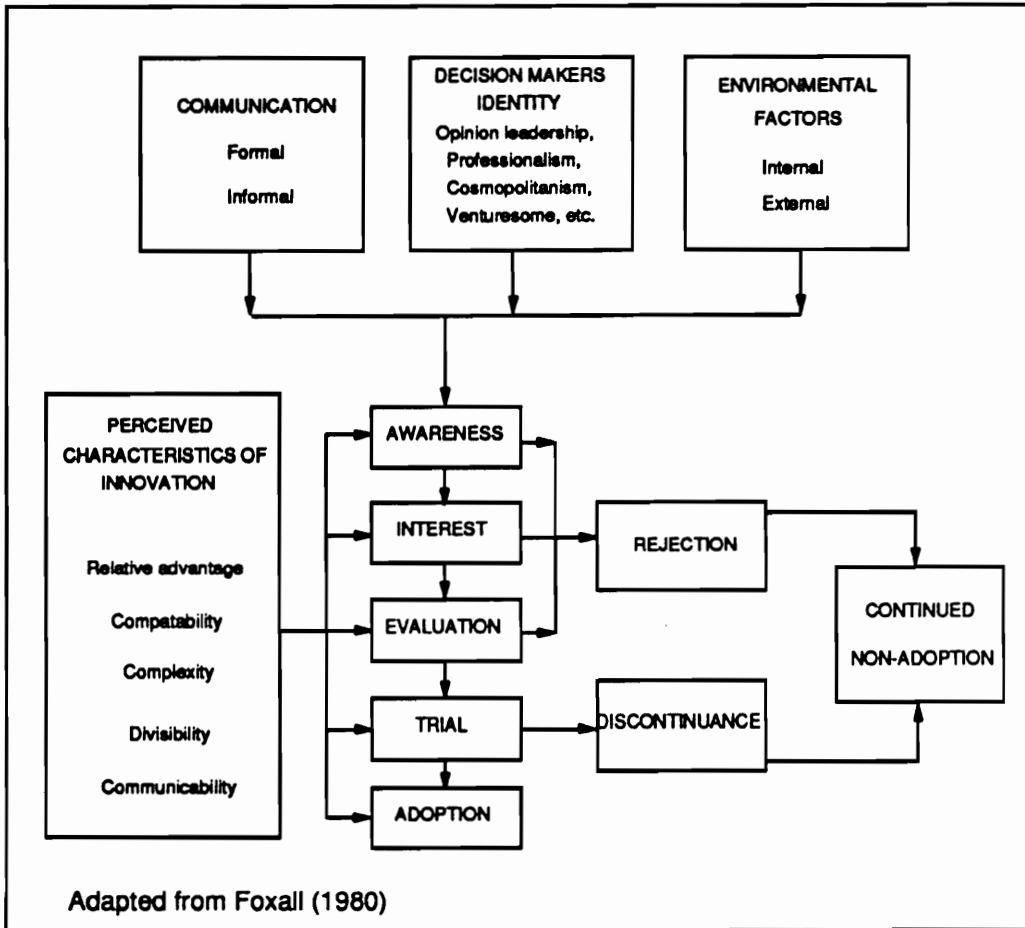 COMMUNICATION
Formal
Informal
DECISION MAKERS
IDENTITY
Opinion leadership,
Professionalism,
Cosmopolitanism,
Venturesome, etc.
ENVIRONMENTAL
FACTORS
Internal
External
PERCEIVED
CHARACTERISTICS OF
INNOVATION
Relative advantage
Compatability
Complexity
Divisibility
Communicability
AWARENESS
INTEREST
EVALUATION
TRIAL
ADOPTION
REJECTION
DISCONTINUANCE
CONTINUED
NON-ADOPTION
Adapted from Foxall (1980)